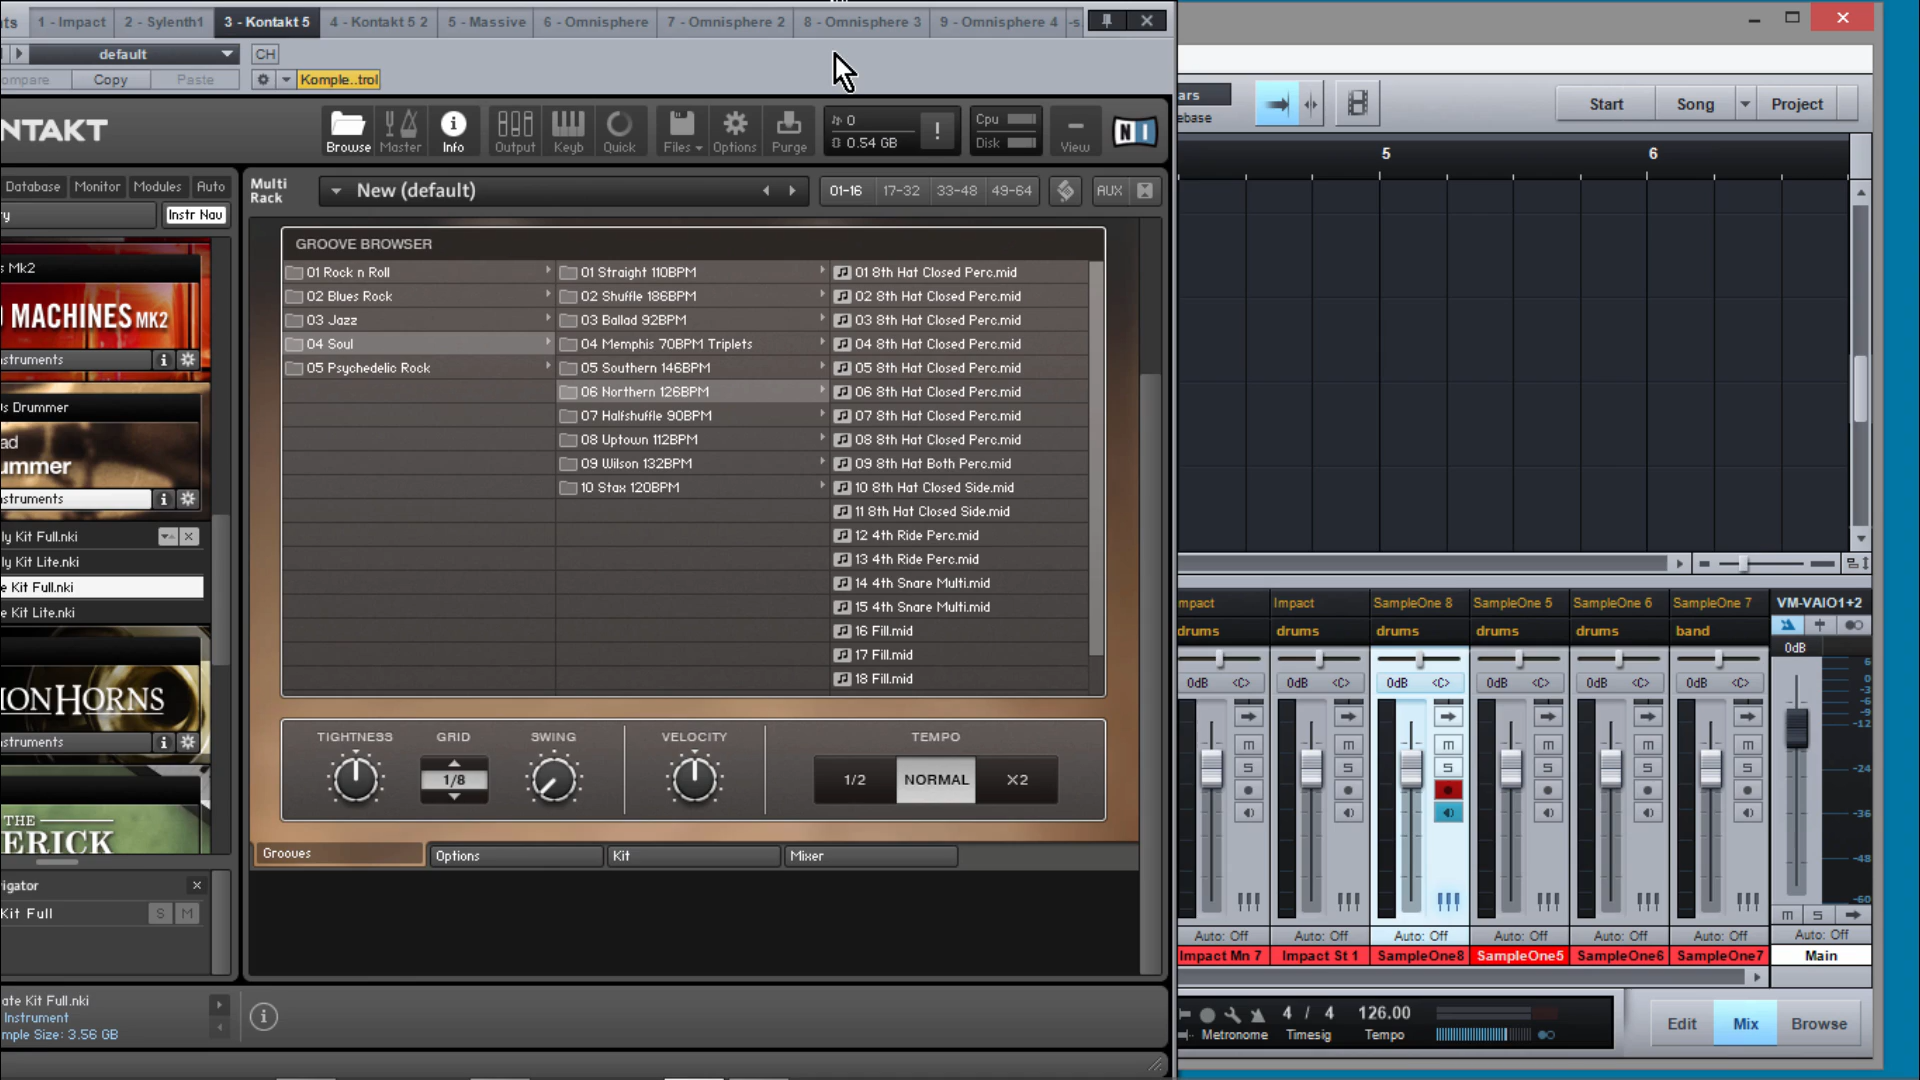 uts
1 - Impact
2 - Sylenth1
3 - Kontakt 5
4 - Kontakt 5 2
5 - Massive
6 - Omnisphere
7 - Omnisphere 2
8 - Omnisphere 3
9 - Omnisphere 4
-s
default
CH
ompare
Copy
Paste
Komple..trol
NTAKT
Browse
Master
Info
Output
Keyb
Quick
Files
Options
Purge
0
0.54 GB
!
Cpu
Disk
View
NI
Database
Monitor
Modules
Auto
Instr Nav
Multi
Rack
New (default)
01-16
17-32
33-48
49-64
AUX
s Mk2
MACHINES MK2
struments
s Drummer
ad
ummer
struments
ly Kit Full.nki
ly Kit Lite.nki
e Kit Full.nki
e Kit Lite.nki
ION HORNS
struments
THE
ERICK
igator
Kit Full
S
M
ate Kit Full.nki
Instrument
mple Size: 3.56 GB
GROOVE BROWSER
01 Rock n Roll
02 Blues Rock
03 Jazz
04 Soul
05 Psychedelic Rock
01 Straight 110BPM
02 Shuffle 186BPM
03 Ballad 92BPM
04 Memphis 70BPM Triplets
05 Southern 146BPM
06 Northern 126BPM
07 Halfshuffle 90BPM
08 Uptown 112BPM
09 Wilson 132BPM
10 Stax 120BPM
01 8th Hat Closed Perc.mid
02 8th Hat Closed Perc.mid
03 8th Hat Closed Perc.mid
04 8th Hat Closed Perc.mid
05 8th Hat Closed Perc.mid
06 8th Hat Closed Perc.mid
07 8th Hat Closed Perc.mid
08 8th Hat Closed Perc.mid
09 8th Hat Both Perc.mid
10 8th Hat Closed Side.mid
11 8th Hat Closed Side.mid
12 4th Ride Perc.mid
13 4th Ride Perc.mid
14 4th Snare Multi.mid
15 4th Snare Multi.mid
16 Fill.mid
17 Fill.mid
18 Fill.mid
TIGHTNESS
GRID
SWING
VELOCITY
TEMPO
1/8
1/2
NORMAL
X2
Grooves
Options
Kit
Mixer
ars
ebase
Start
Song
Project
5
6
mpact
Impact
SampleOne 8
SampleOne 5
SampleOne 6
SampleOne 7
VM-VAIO1+2
drums
drums
drums
drums
drums
band
0dB
0dB <C>
0dB <C>
0dB <C>
0dB <C>
0dB <C>
0dB <C>
6
0
-3
-6
-9
-12
-24
-36
-48
-60
M
S
Auto: Off
Auto: Off
Auto: Off
Auto: Off
Auto: Off
Auto: Off
Auto: Off
Impact Mn 7
Impact St 1
SampleOne8
SampleOne5
SampleOne6
SampleOne7
Main
4 / 4
126.00
Metronome
Timesig
Tempo
Edit
Mix
Browse